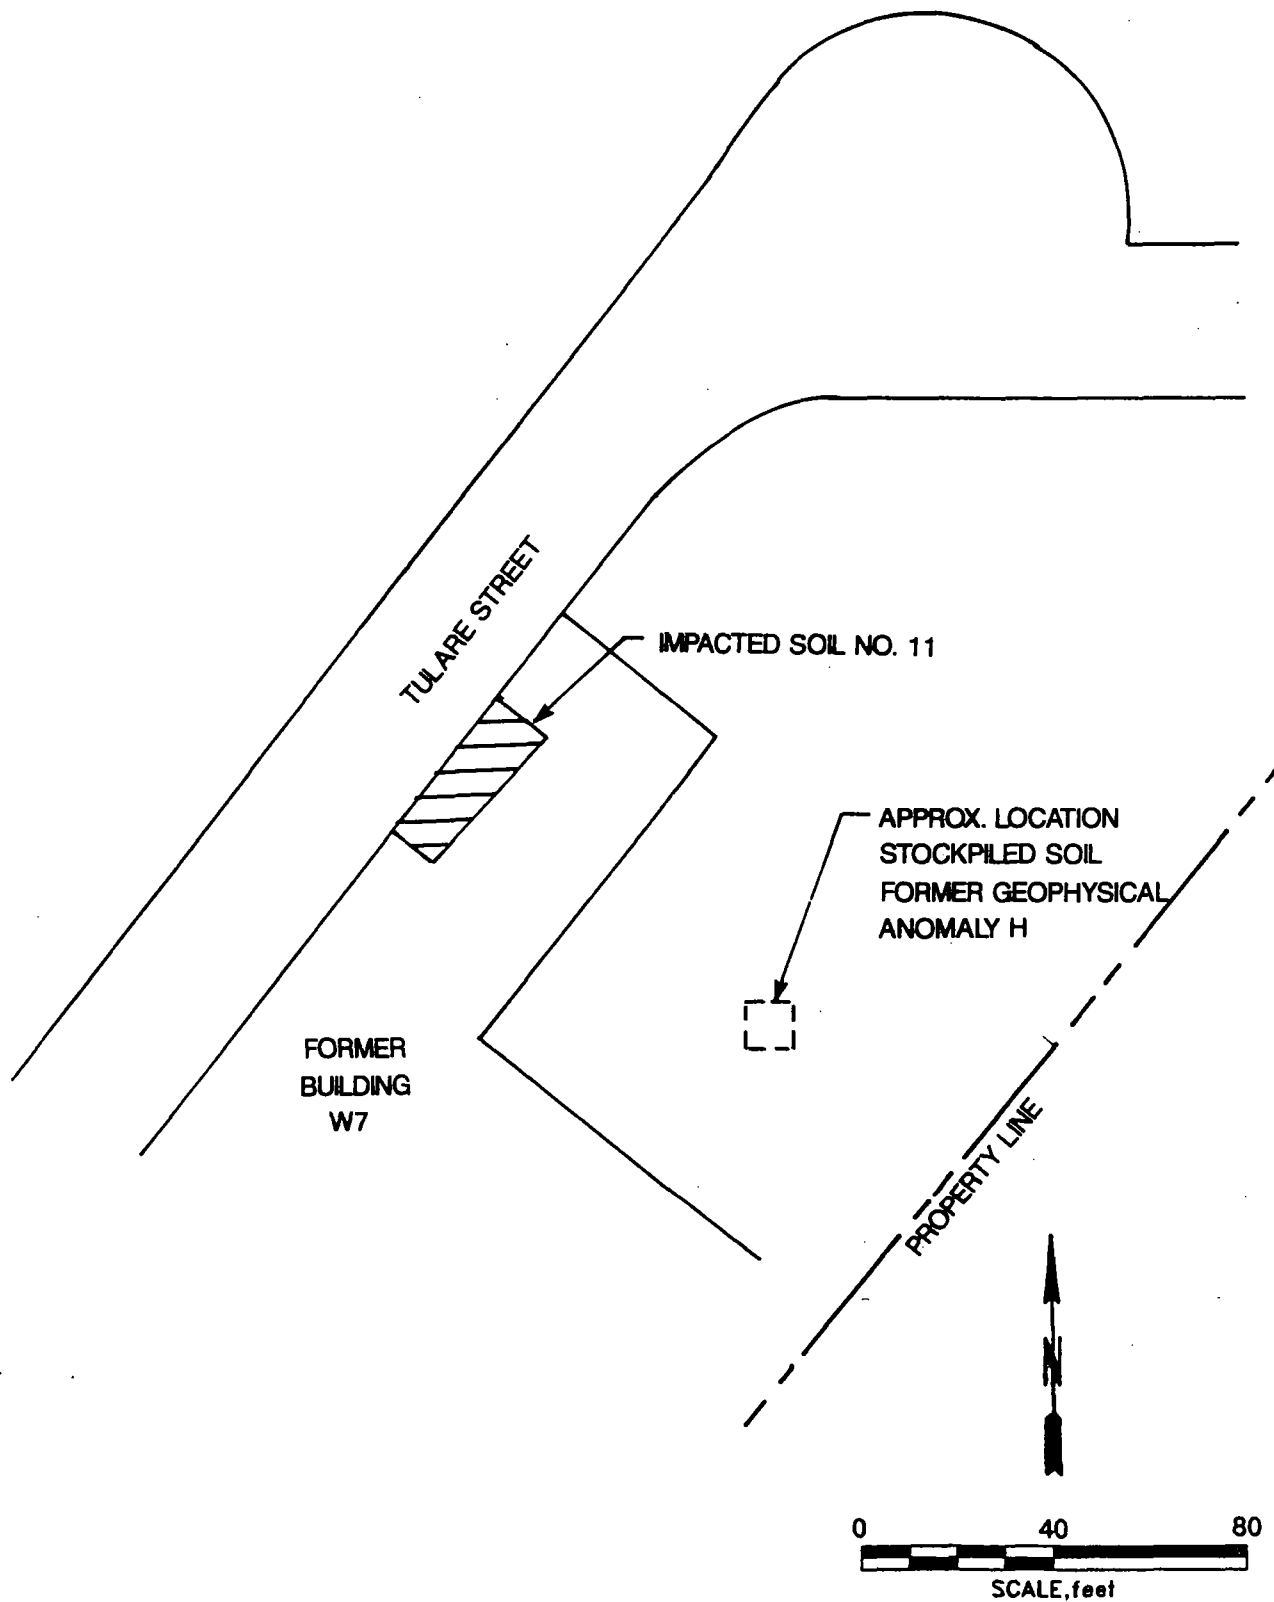 TULARE STREET
IMPACTED SOIL NO. 11
APPROX. LOCATION
STOCKPILED SOIL
FORMER GEOPHYSICAL
ANOMALY H
FORMER
BUILDING
W7
PROPERTY LINE
N
0 40 80
SCALE, feet